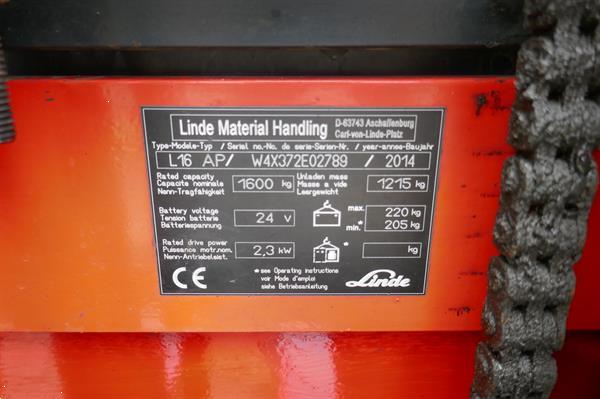 Linde Material Handling D-63743 Aschaffenburg
Carl-von-Linde-Platz
Type-Modele-Typ / Serial no.-No. de serie-Serien-Nr. / year-annee-Baujahr
L16 AP/ W4X372E02789 / 2014
Rated capacity
Capacite nominale
Nenn-Tragfähigkeit
1600 kg
Unladen mass
Masse a vide
Leergewicht
1215 kg
Battery voltage
Tension batterie
Batteriespannung
24 V
max. 220 kg
min.* 205 kg
Rated drive power
Puissance motr.nom.
Nenn-Antriebsleist.
2,3 kW
* kg
CE
*see Operating instructions
voir Mode d'emploi
siehe Betriebsanleitung
Linde